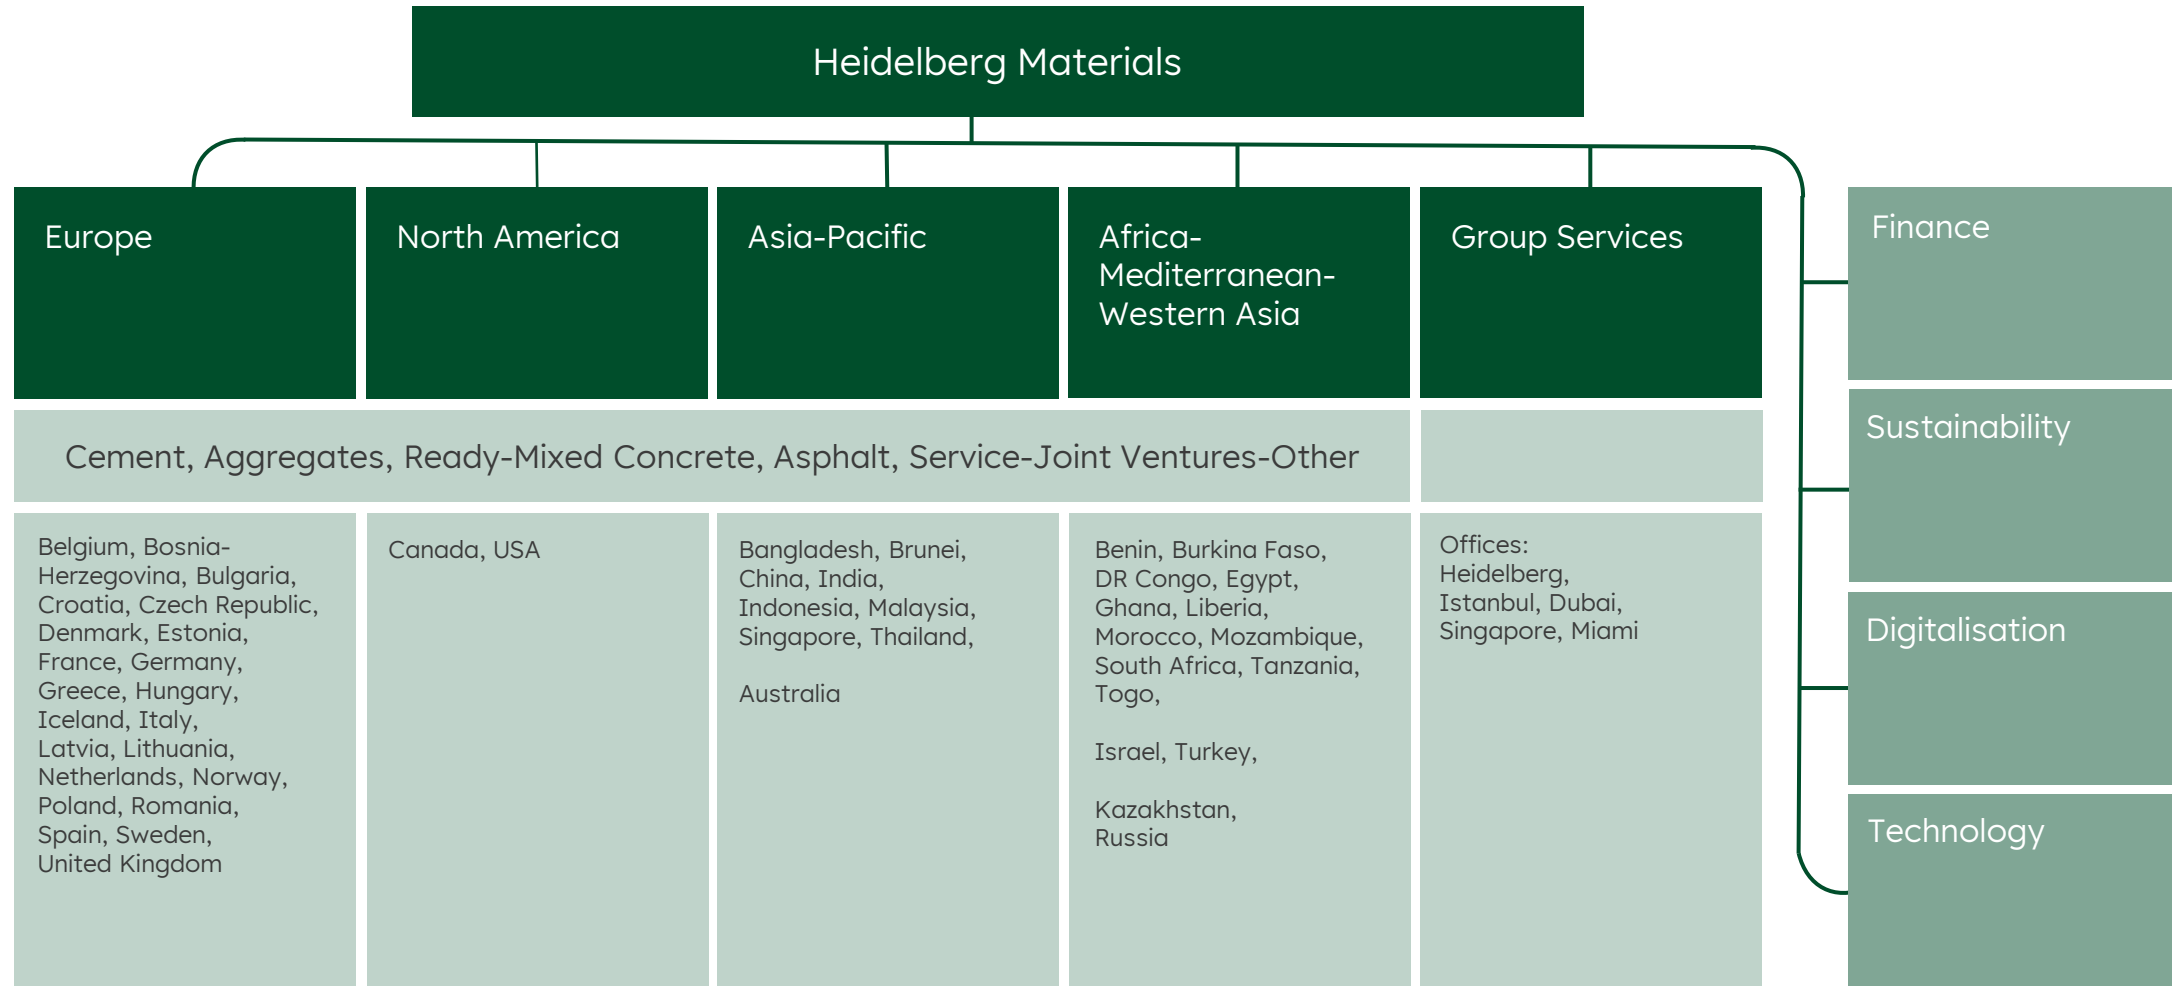 Heidelberg Materials
Europe
North America
Asia-Pacific
Africa-
Mediterranean-
Western Asia
Group Services
Finance
Sustainability
Digitalisation
Technology
Cement, Aggregates, Ready-Mixed Concrete, Asphalt, Service-Joint Ventures-Other
Belgium, Bosnia-
Herzegovina, Bulgaria,
Croatia, Czech Republic,
Denmark, Estonia,
France, Germany,
Greece, Hungary,
Iceland, Italy,
Latvia, Lithuania,
Netherlands, Norway,
Poland, Romania,
Spain, Sweden,
United Kingdom
Canada, USA
Bangladesh, Brunei,
China, India,
Indonesia, Malaysia,
Singapore, Thailand,
Australia
Benin, Burkina Faso,
DR Congo, Egypt,
Ghana, Liberia,
Morocco, Mozambique,
South Africa, Tanzania,
Togo,
Israel, Turkey,
Kazakhstan,
Russia
Offices:
Heidelberg,
Istanbul, Dubai,
Singapore, Miami